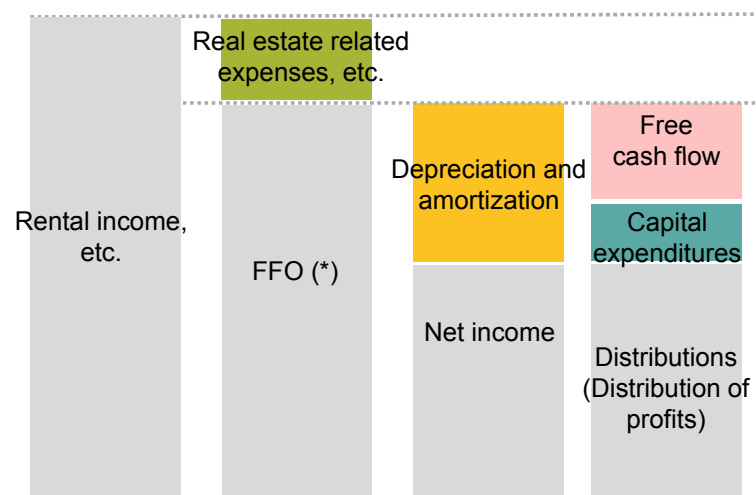 Rental income,
etc.
Real estate related
expenses, etc.
FFO (*)
Depreciation and
amortization
Net income
Free
cash flow
Capital
expenditures
Distributions
(Distribution of
profits)